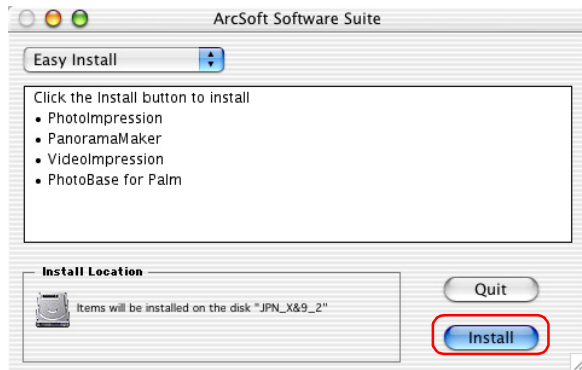 ArcSoft Software Suite
Easy Install
Click the Install button to install
• PhotoImpression
• PanoramaMaker
• VideoImpression
• PhotoBase for Palm
Install Location
Items will be installed on the disk "JPN_X&9_2"
Quit
Install